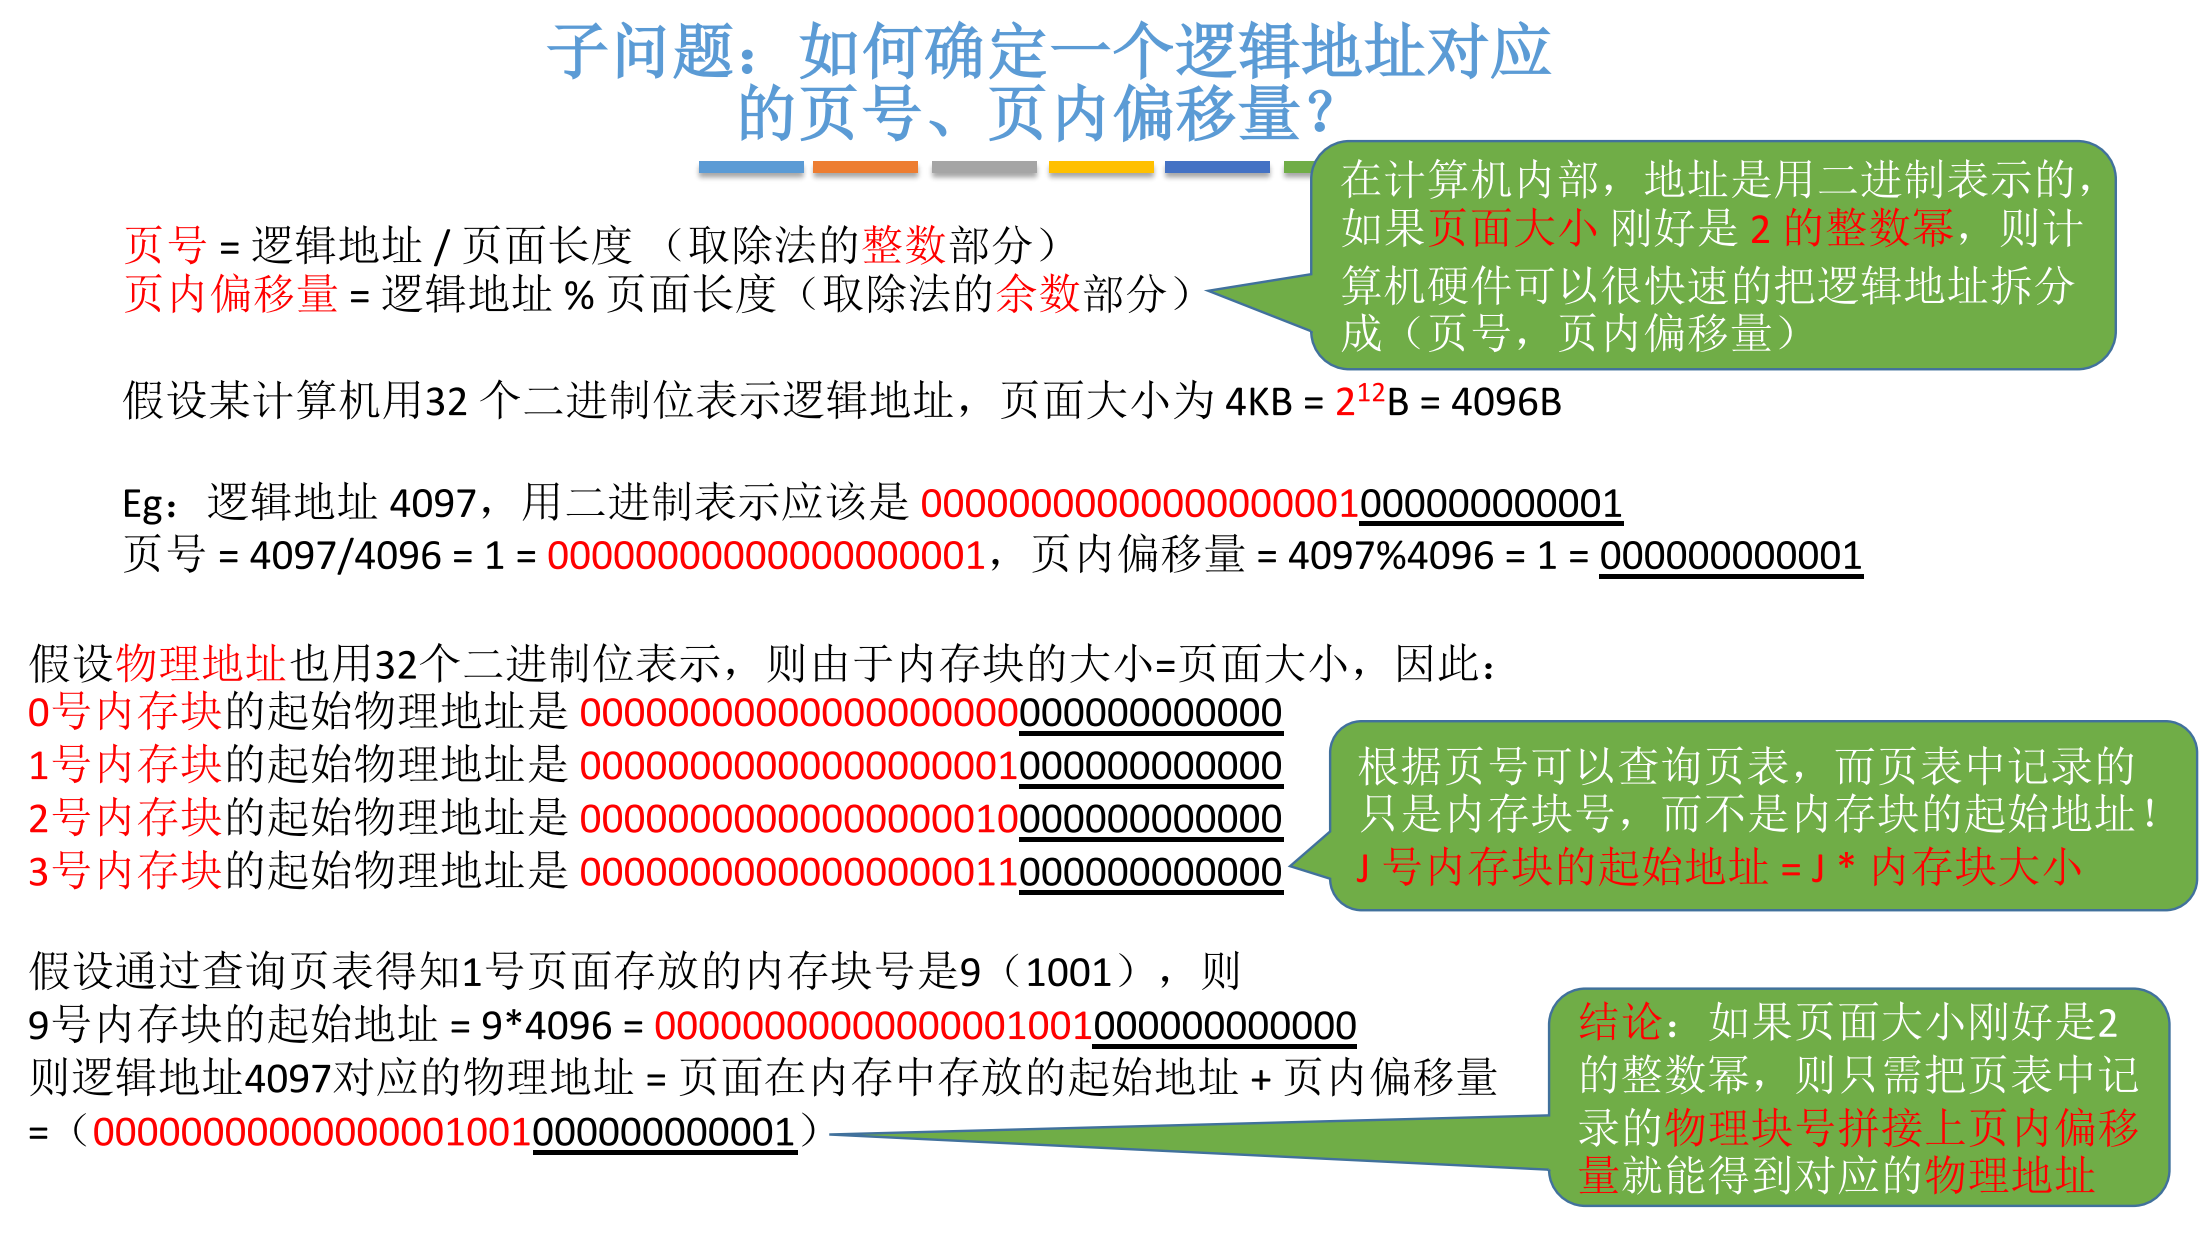 子问题：如何确定一个逻辑地址对应
的页号、页内偏移量？
在计算机内部，地址是用二进制表示的，
如果页面大小 刚好是 2 的整数幂，则计
算机硬件可以很快速的把逻辑地址拆分
成（页号，页内偏移量）
页号 = 逻辑地址 / 页面长度 （取除法的整数部分）
页内偏移量 = 逻辑地址 % 页面长度（取除法的余数部分）
假设某计算机用32 个二进制位表示逻辑地址，页面大小为 4KB = 2¹²B = 4096B
Eg：逻辑地址 4097，用二进制表示应该是 00000000000000000001000000000001
页号 = 4097/4096 = 1 = 00000000000000000001，页内偏移量 = 4097%4096 = 1 = 000000000001
假设物理地址也用32个二进制位表示，则由于内存块的大小=页面大小，因此：
0号内存块的起始物理地址是 00000000000000000000000000000000
1号内存块的起始物理地址是 00000000000000000001000000000000
2号内存块的起始物理地址是 00000000000000000010000000000000
3号内存块的起始物理地址是 00000000000000000011000000000000
根据页号可以查询页表，而页表中记录的
只是内存块号，而不是内存块的起始地址！
J 号内存块的起始地址 = J * 内存块大小
假设通过查询页表得知1号页面存放的内存块号是9（1001），则
9号内存块的起始地址 = 9*4096 = 00000000000000001001000000000000
则逻辑地址4097对应的物理地址 = 页面在内存中存放的起始地址 + 页内偏移量
=（00000000000000001001000000000001）
结论：如果页面大小刚好是2
的整数幂，则只需把页表中记
录的物理块号拼接上页内偏移
量就能得到对应的物理地址